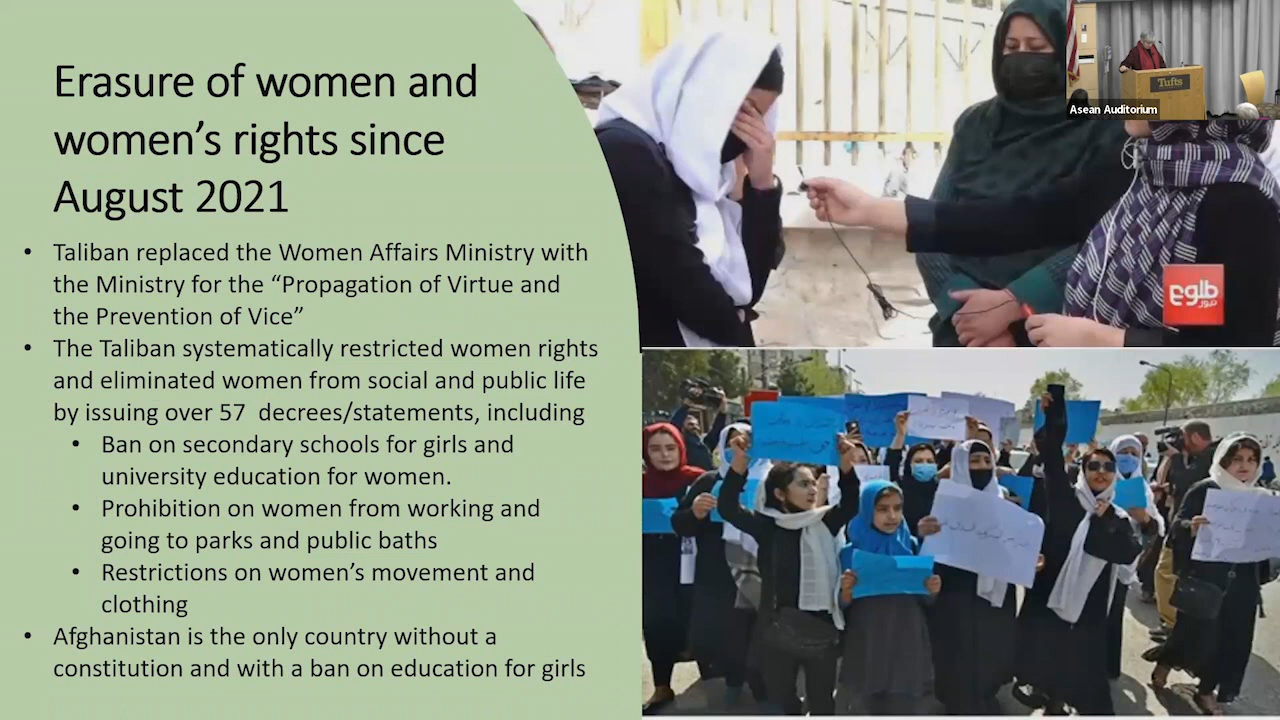 Erasure of women and
women’s rights since
August 2021
• Taliban replaced the Women Affairs Ministry with
the Ministry for the “Propagation of Virtue and
the Prevention of Vice”
• The Taliban systematically restricted women rights
and eliminated women from social and public life
by issuing over 57 decrees/statements, including
• Ban on secondary schools for girls and
university education for women.
• Prohibition on women from working and
going to parks and public baths
• Restrictions on women’s movement and
clothing
• Afghanistan is the only country without a
constitution and with a ban on education for girls
Tufts
Asean Auditorium
طلوع
نیوز